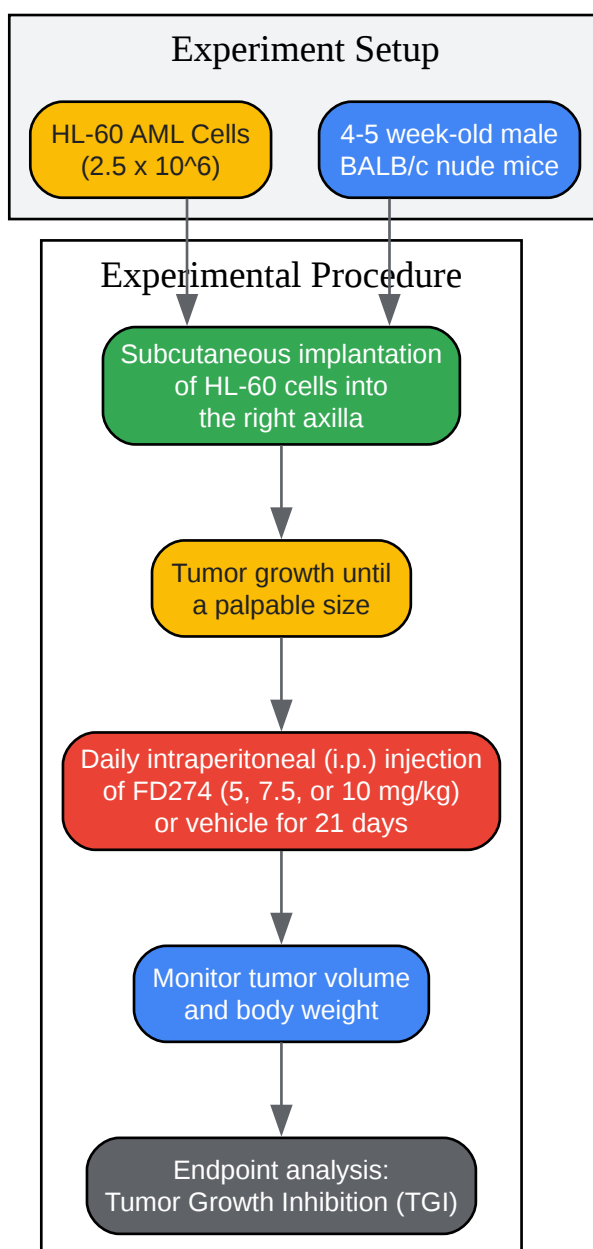 Experiment Setup
HL-60 AML Cells
(2.5 x 10^6)
4-5 week-old male
BALB/c nude mice
Experimental Procedure
Subcutaneous implantation
of HL-60 cells into
the right axilla
Tumor growth until
a palpable size
Daily intraperitoneal (i.p.) injection
of FD274 (5, 7.5, or 10 mg/kg)
or vehicle for 21 days
Monitor tumor volume
and body weight
Endpoint analysis:
Tumor Growth Inhibition (TGI)